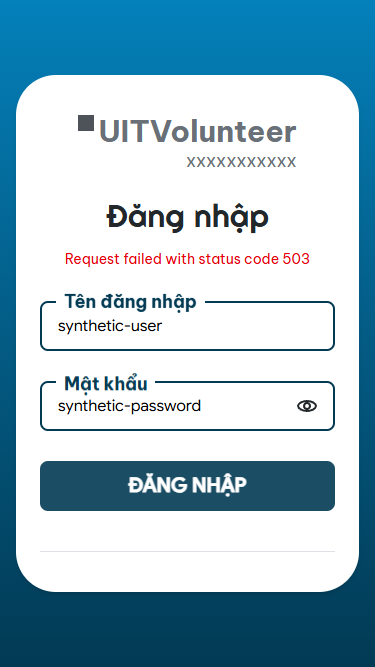 UITVolunteer
xxxxxxxxxxx
Đăng nhập
Request failed with status code 503
Tên đăng nhập
synthetic-user
Mật khẩu
synthetic-password
ĐĂNG NHẬP